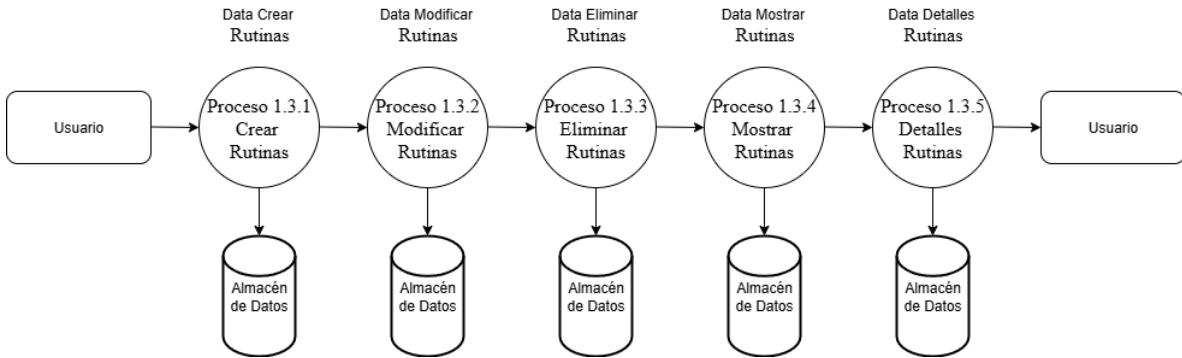 Data Crear
Rutinas
Data Modificar
Rutinas
Data Eliminar
Rutinas
Data Mostrar
Rutinas
Data Detalles
Rutinas
Usuario
Proceso 1.3.1
Crear
Rutinas
Proceso 1.3.2
Modificar
Rutinas
Proceso 1.3.3
Eliminar
Rutinas
Proceso 1.3.4
Mostrar
Rutinas
Proceso 1.3.5
Detalles
Rutinas
Usuario
Almacén
de Datos
Almacén
de Datos
Almacén
de Datos
Almacén
de Datos
Almacén
de Datos